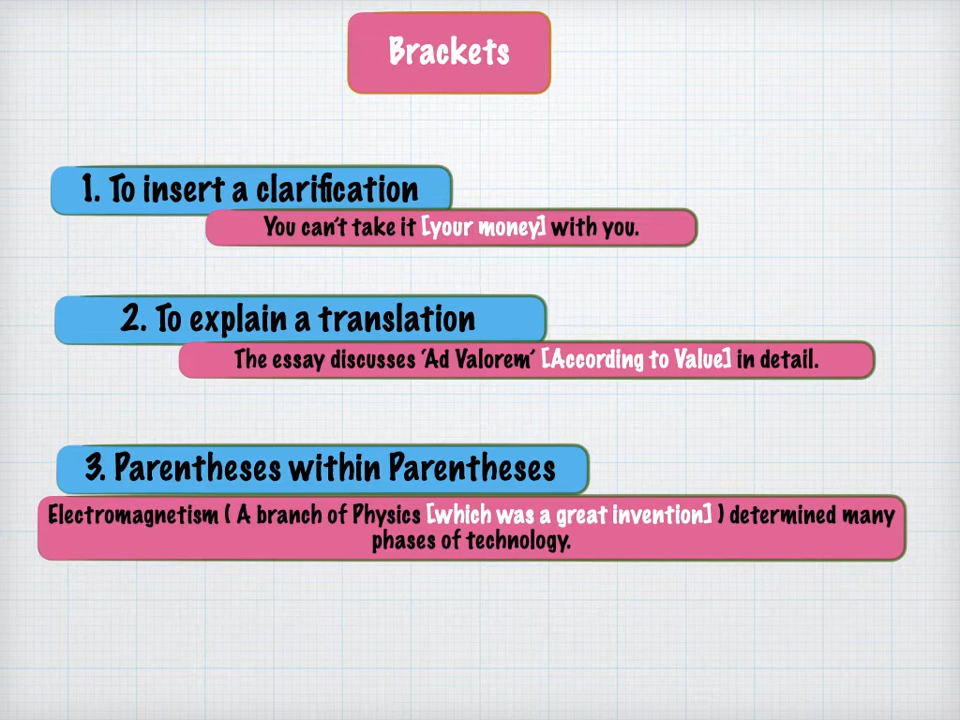 Brackets
1. To insert a clarification
You can't take it [your money] with you.
2. To explain a translation
The essay discusses 'Ad Valorem' [According to Value] in detail.
3. Parentheses within Parentheses
Electromagnetism ( A branch of Physics [which was a great invention] ) determined many
phases of technology.